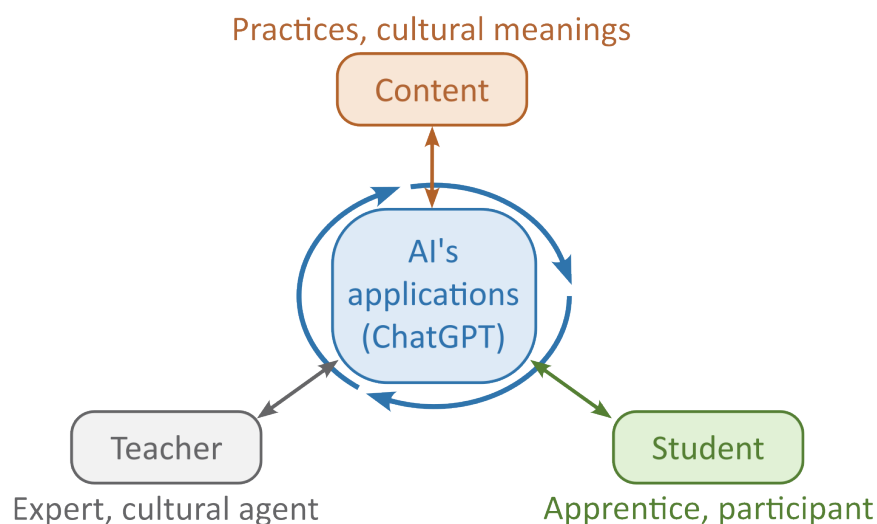 Practices, cultural meanings
Content
AI's
applications
(ChatGPT)
Teacher
Student
Expert, cultural agent
Apprentice, participant